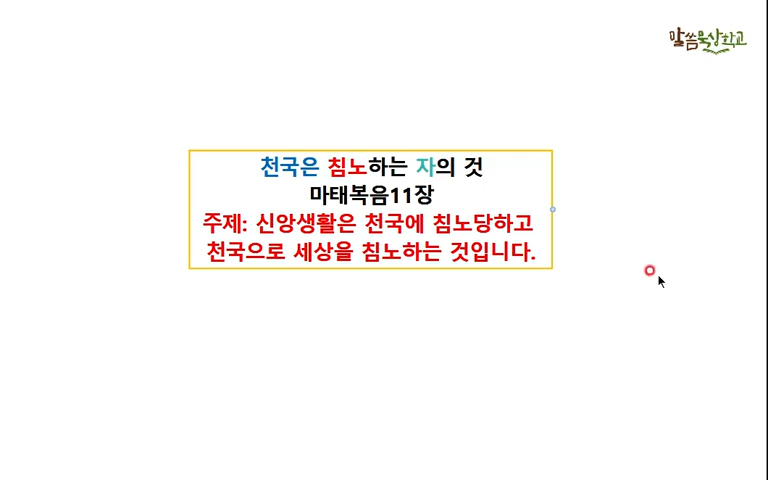 말씀묵상학교
천국은 침노하는 자의 것
마태복음11장
주제: 신앙생활은 천국에 침노당하고
천국으로 세상을 침노하는 것입니다.